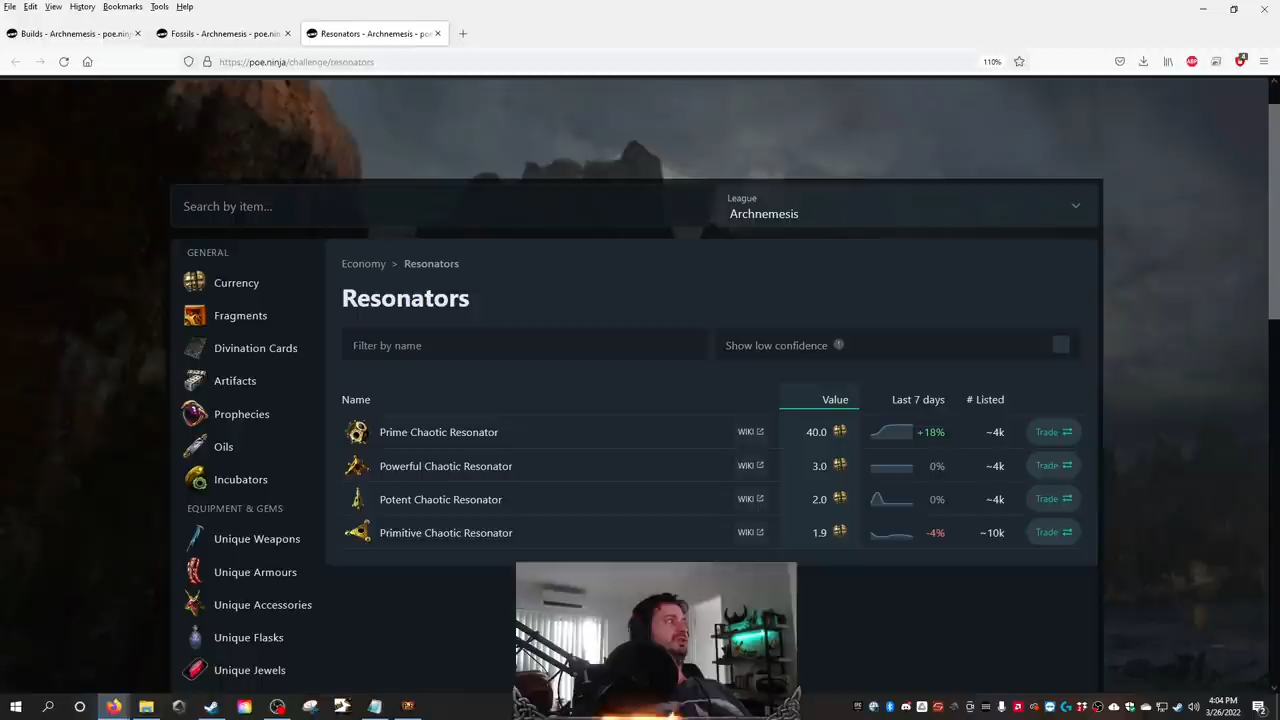 File Edit View History Bookmarks Tools Help
Builds - Archnemesis - poe.ninj
Fossils - Archnemesis - poe.nin
Resonators - Archnemesis - poe
https://poe.ninja/challenge/resonators
110%
Search by item...
League
Archnemesis
GENERAL
Currency
Fragments
Divination Cards
Artifacts
Prophecies
Oils
Incubators
EQUIPMENT & GEMS
Unique Weapons
Unique Armours
Unique Accessories
Unique Flasks
Unique Jewels
Economy > Resonators
Resonators
Filter by name
Show low confidence
Name Value Last 7 days # Listed
Prime Chaotic Resonator WIKI 40.0 +18% ~4k Trade
Powerful Chaotic Resonator WIKI 3.0 0% ~4k Trade
Potent Chaotic Resonator WIKI 2.0 0% ~4k Trade
Primitive Chaotic Resonator WIKI 1.9 -4% ~10k Trade
4:04 PM
3/26/2022